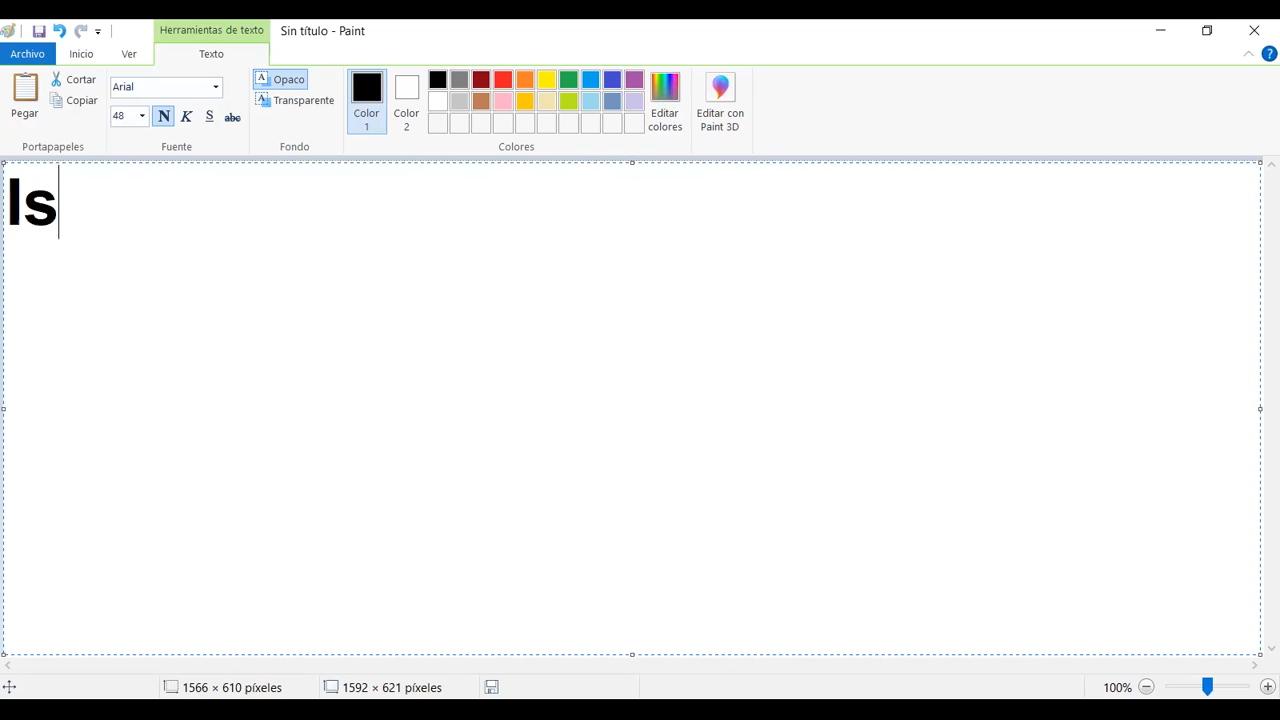 Herramientas de texto
Sin título - Paint
Archivo
Inicio
Ver
Texto
Pegar
Cortar
Copiar
Portapapeles
Arial
48
N K S abc
Fuente
Opaco
Transparente
Fondo
Color 1
Color 2
Editar colores
Colores
Editar con Paint 3D
Is
1566 × 610 píxeles
1592 × 621 píxeles
100%